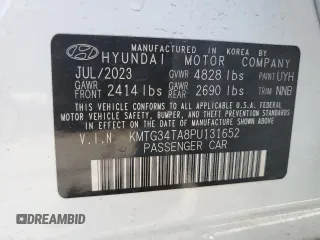 MANUFACTURED IN KOREA BY
HYUNDAI MOTOR COMPANY
JUL/2023 GVWR 4828 lbs PAINT UYH
GAWR FRONT 2414 lbs GAWR REAR 2690 lbs TRIM NNB
THIS VEHICLE CONFORMS TO ALL APPLICABLE U.S.A. FEDERAL
MOTOR VEHICLE SAFETY, BUMPER, AND THEFT PREVENTION STANDARDS
IN EFFECT ON THE DATE OF MANUFACTURE SHOWN ABOVE.
V.I.N. KMTG34TA8PU131652
PASSENGER CAR
DREAMBID